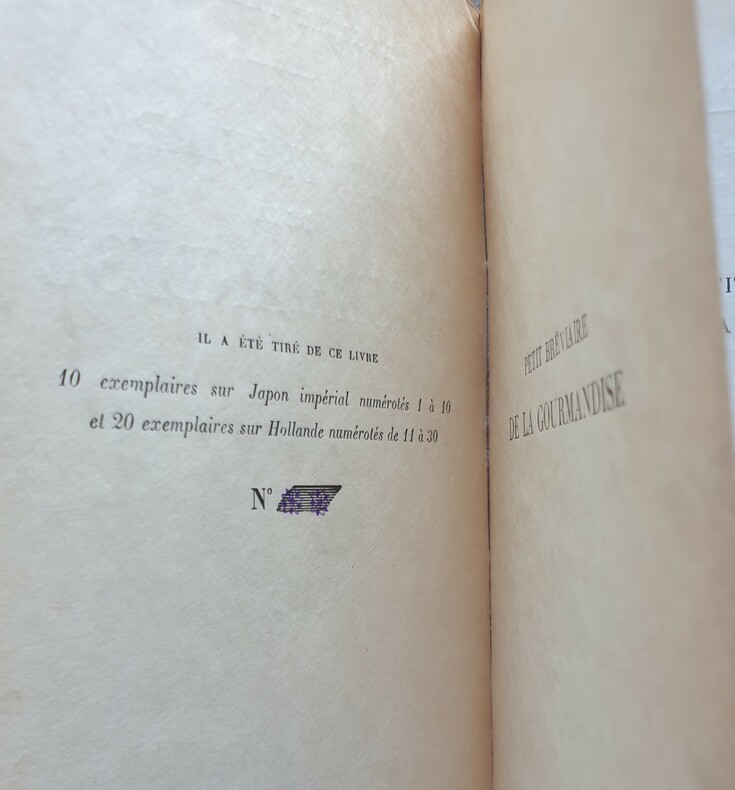 IL A ÉTÉ TIRÉ DE CE LIVRE
10 exemplaires sur Japon impérial numérotés 1 à 10
et 20 exemplaires sur Hollande numérotés de 11 à 30
Nº
PETIT BRÉVIAIRE
DE LA GOURMANDISE